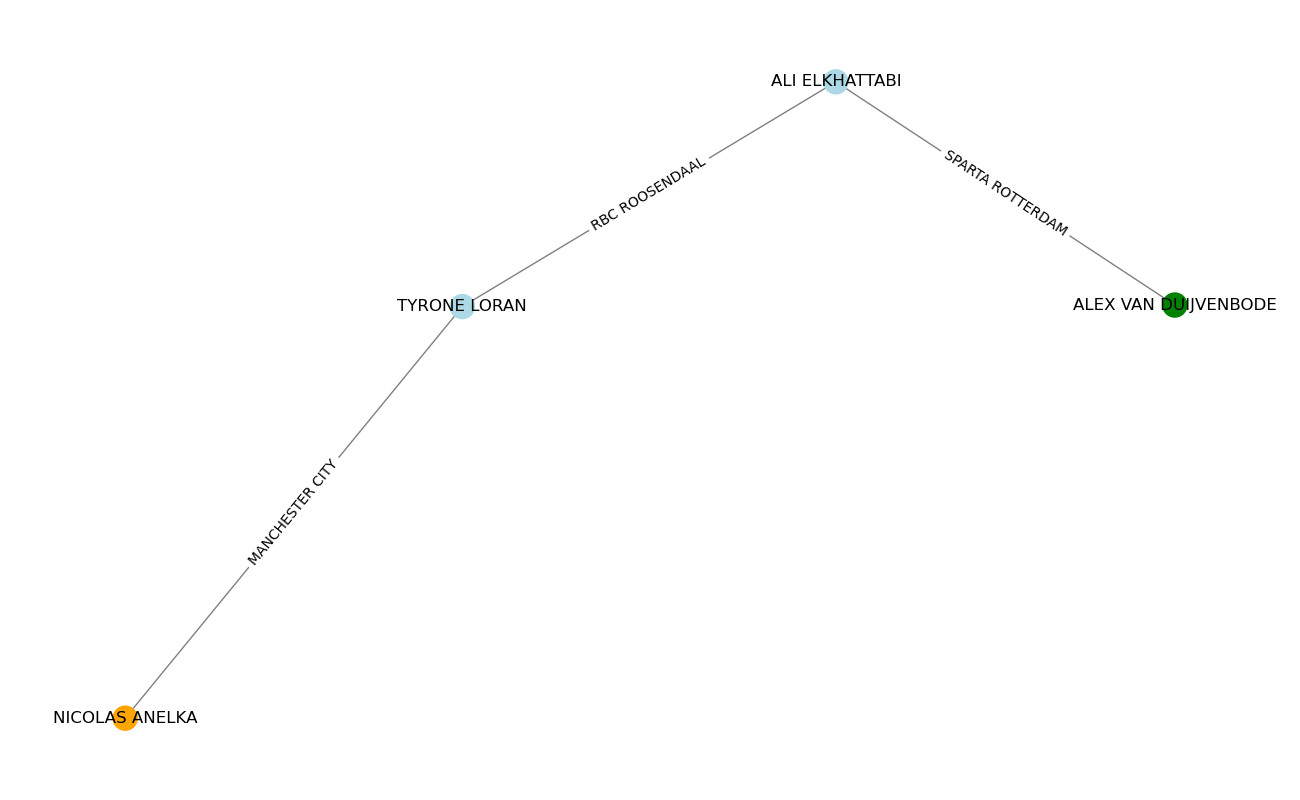 ALI ELKHATTABI
SPARTA ROTTERDAM
RBC ROOSENDAAL
TYRONE LORAN
ALEX VAN DUIJVENBODE
MANCHESTER CITY
NICOLAS ANELKA